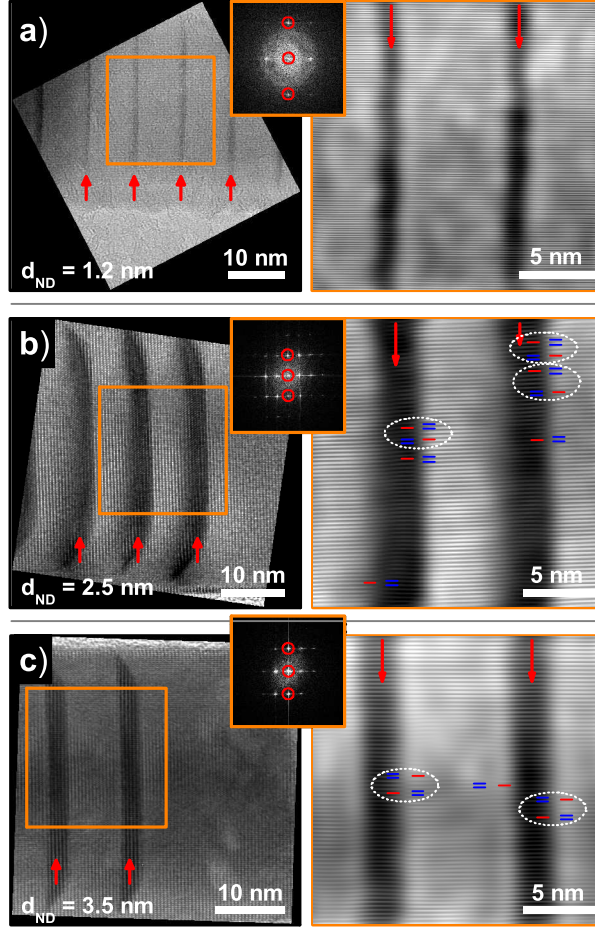 a)
d_ND = 1.2 nm
10 nm
5 nm
b)
d_ND = 2.5 nm
10 nm
5 nm
c)
d_ND = 3.5 nm
10 nm
5 nm